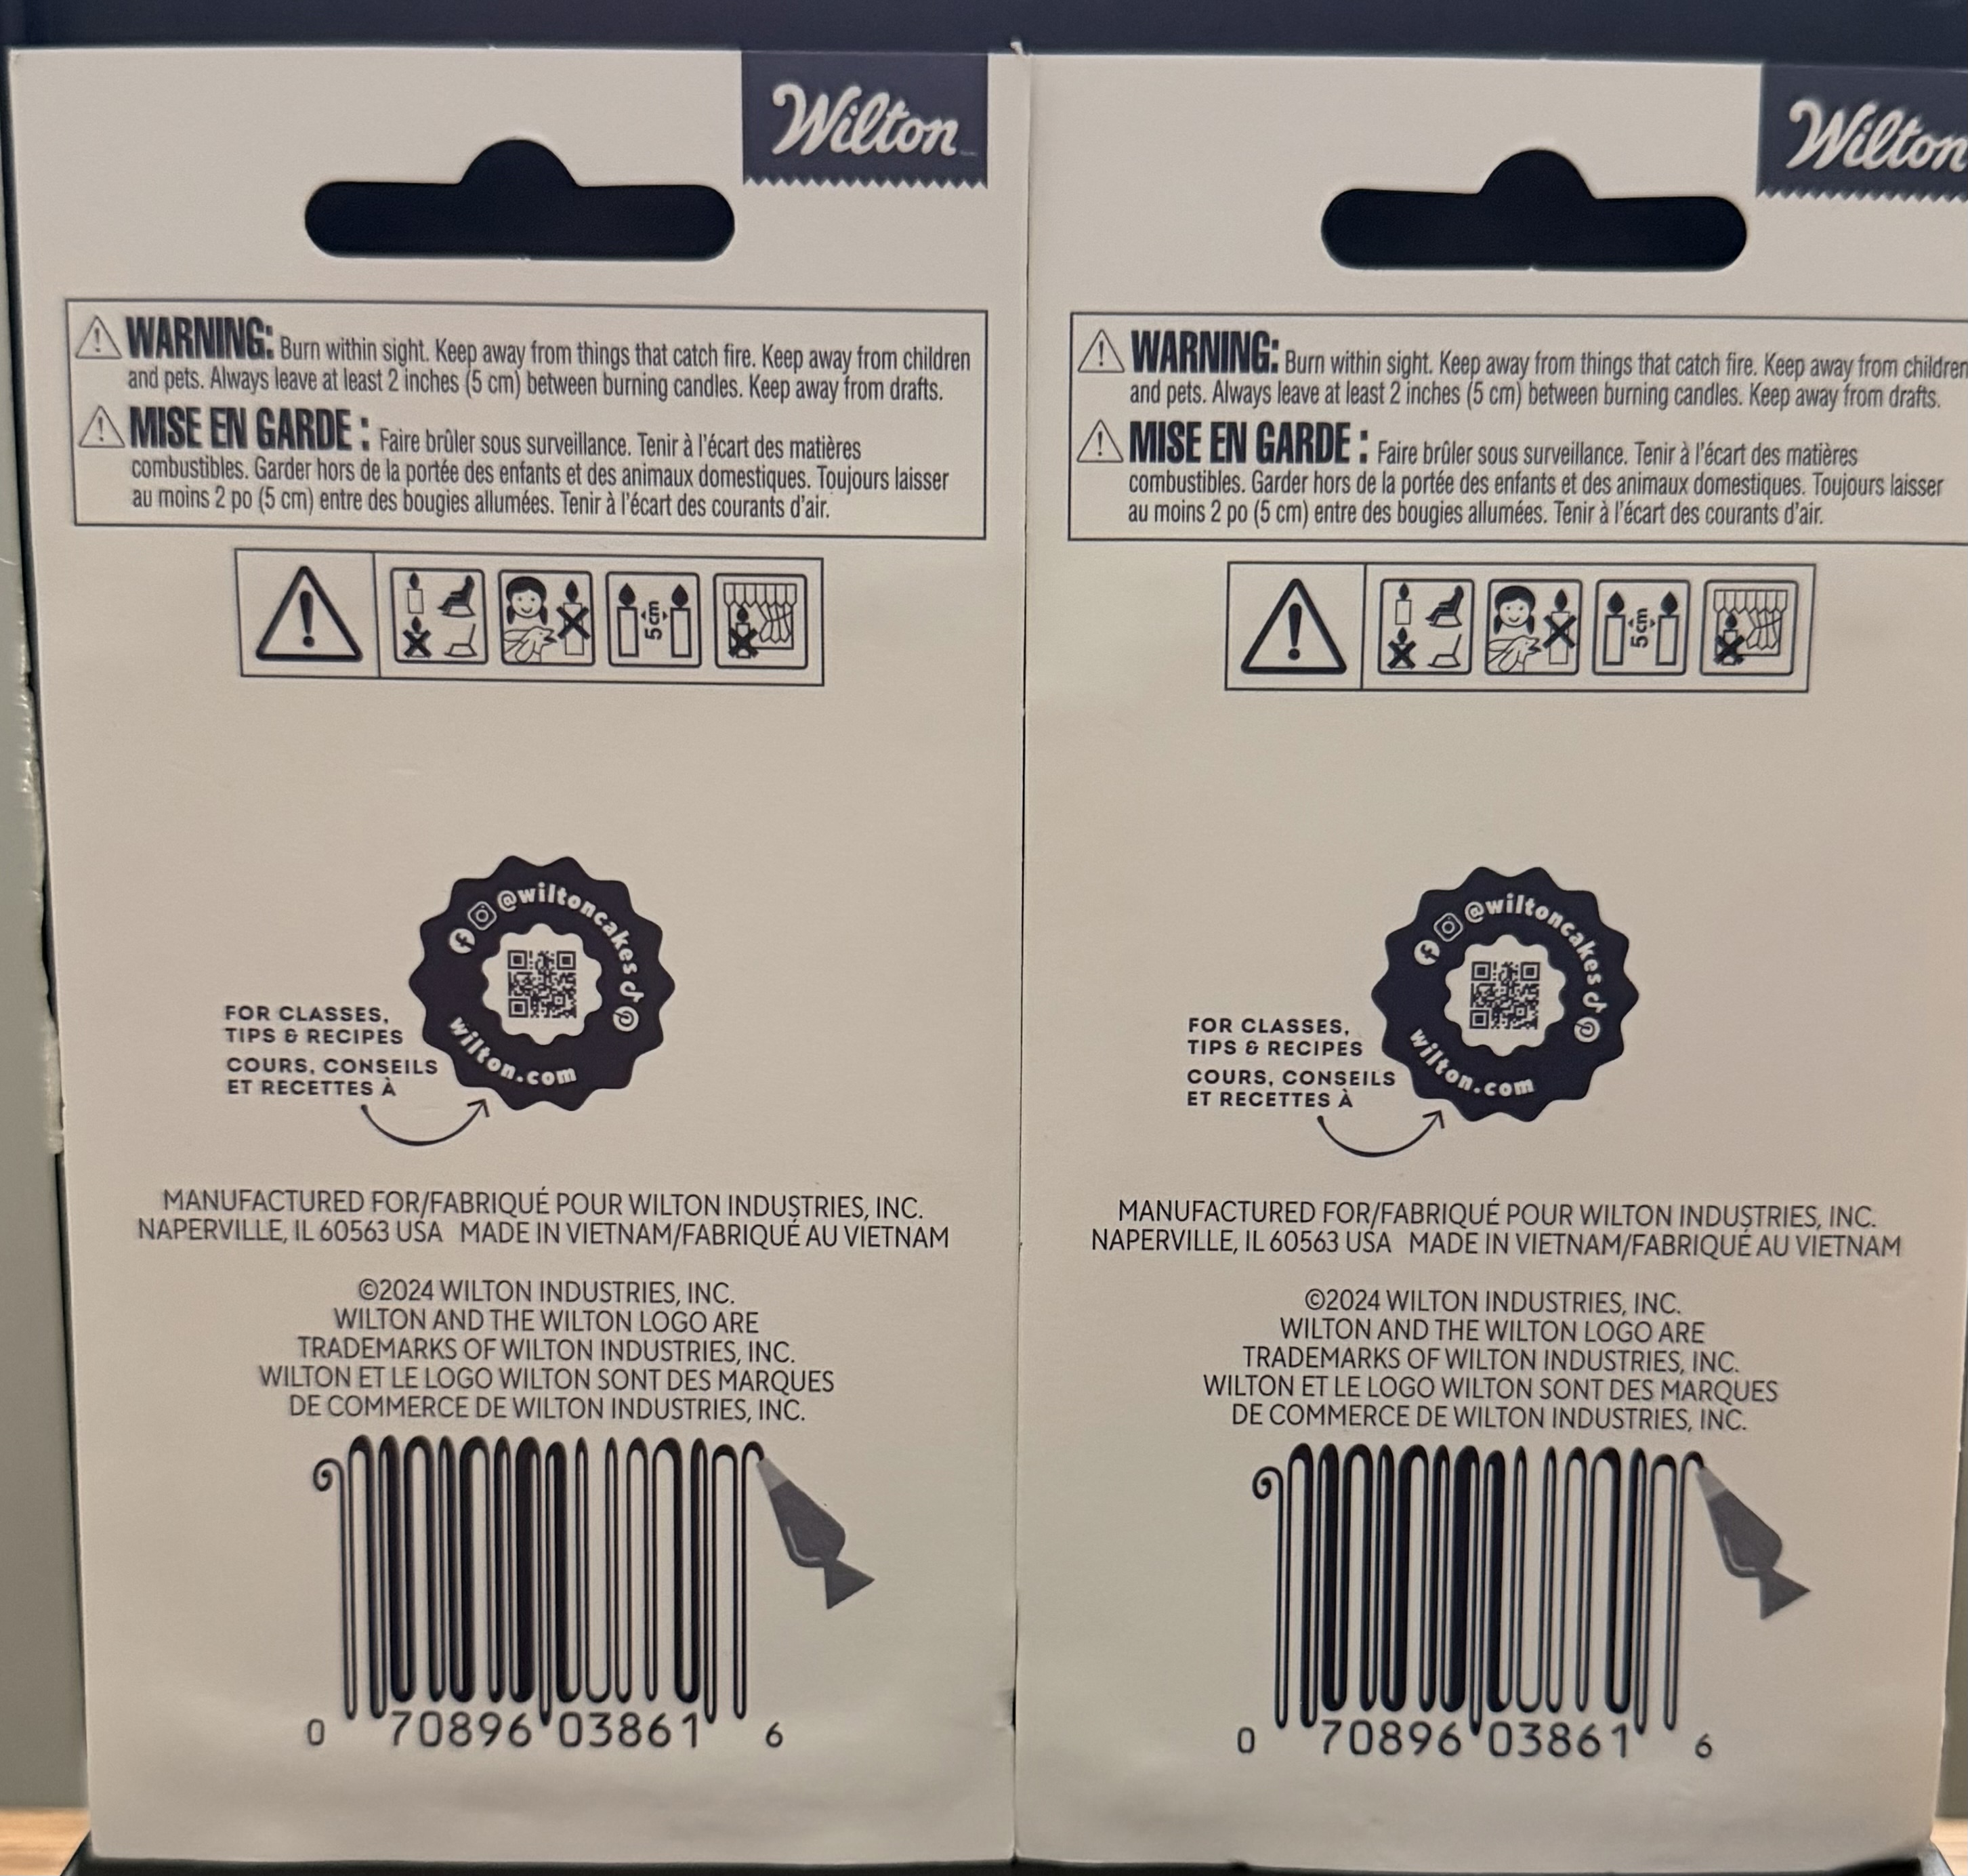 Wilton
⚠ WARNING: Burn within sight. Keep away from things that catch fire. Keep away from children
and pets. Always leave at least 2 inches (5 cm) between burning candles. Keep away from drafts.
⚠ MISE EN GARDE : Faire brûler sous surveillance. Tenir à l'écart des matières
combustibles. Garder hors de la portée des enfants et des animaux domestiques. Toujours laisser
au moins 2 po (5 cm) entre des bougies allumées. Tenir à l'écart des courants d'air.
5 cm
@wiltoncakes
wilton.com
FOR CLASSES,
TIPS & RECIPES
COURS, CONSEILS
ET RECETTES À
MANUFACTURED FOR/FABRIQUÉ POUR WILTON INDUSTRIES, INC.
NAPERVILLE, IL 60563 USA MADE IN VIETNAM/FABRIQUÉ AU VIETNAM
©2024 WILTON INDUSTRIES, INC.
WILTON AND THE WILTON LOGO ARE
TRADEMARKS OF WILTON INDUSTRIES, INC.
WILTON ET LE LOGO WILTON SONT DES MARQUES
DE COMMERCE DE WILTON INDUSTRIES, INC.
0 70896 03861 6
Wilton
⚠ WARNING: Burn within sight. Keep away from things that catch fire. Keep away from children
and pets. Always leave at least 2 inches (5 cm) between burning candles. Keep away from drafts.
⚠ MISE EN GARDE : Faire brûler sous surveillance. Tenir à l'écart des matières
combustibles. Garder hors de la portée des enfants et des animaux domestiques. Toujours laisser
au moins 2 po (5 cm) entre des bougies allumées. Tenir à l'écart des courants d'air.
5 cm
@wiltoncakes
wilton.com
FOR CLASSES,
TIPS & RECIPES
COURS, CONSEILS
ET RECETTES À
MANUFACTURED FOR/FABRIQUÉ POUR WILTON INDUSTRIES, INC.
NAPERVILLE, IL 60563 USA MADE IN VIETNAM/FABRIQUÉ AU VIETNAM
©2024 WILTON INDUSTRIES, INC.
WILTON AND THE WILTON LOGO ARE
TRADEMARKS OF WILTON INDUSTRIES, INC.
WILTON ET LE LOGO WILTON SONT DES MARQUES
DE COMMERCE DE WILTON INDUSTRIES, INC.
0 70896 03861 6